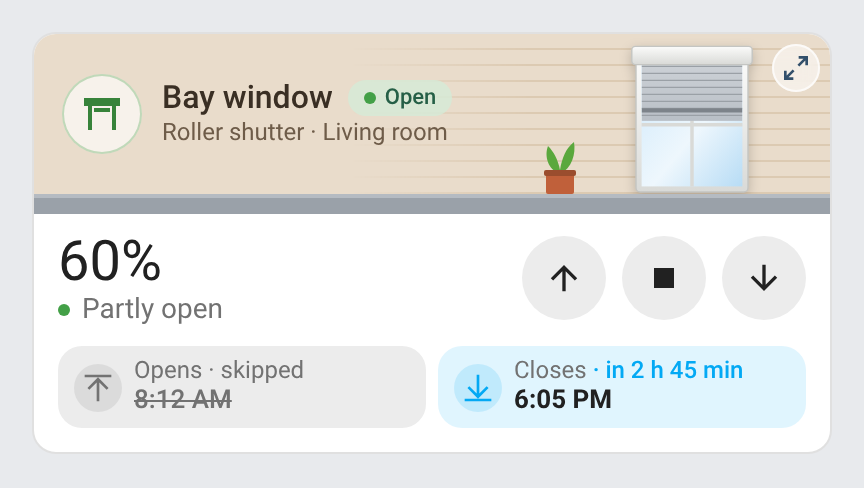 Bay window
Open
Roller shutter · Living room
60%
Partly open
Opens · skipped
8:12 AM
Closes · in 2 h 45 min
6:05 PM